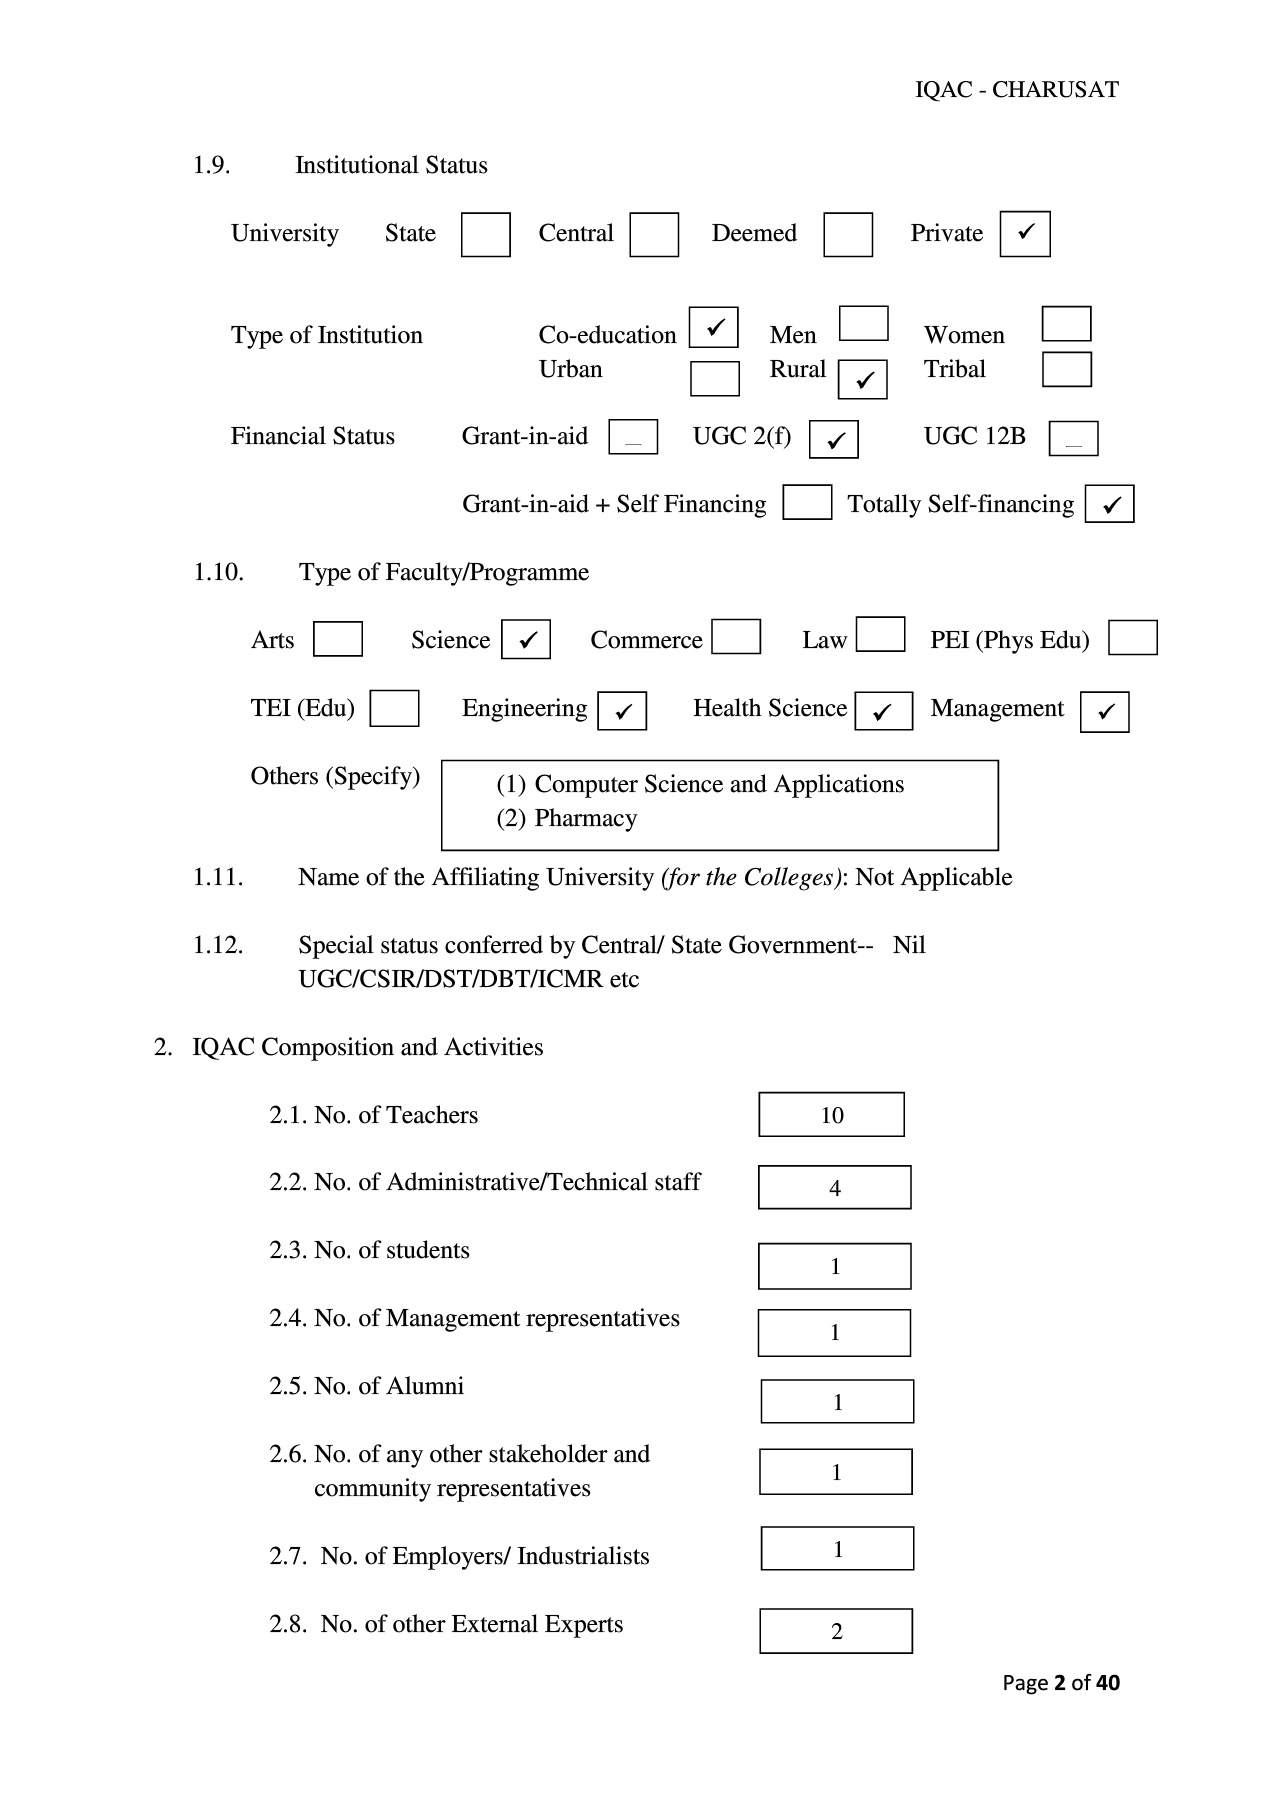 IQAC - CHARUSAT
1.9. Institutional Status
University State Central Deemed Private ✓
Type of Institution Co-education ✓ Men Women
Urban Rural ✓ Tribal
Financial Status Grant-in-aid _ UGC 2(f) ✓ UGC 12B _
Grant-in-aid + Self Financing Totally Self-financing ✓
1.10. Type of Faculty/Programme
Arts Science ✓ Commerce Law PEI (Phys Edu)
TEI (Edu) Engineering ✓ Health Science ✓ Management ✓
Others (Specify) (1) Computer Science and Applications
(2) Pharmacy
1.11. Name of the Affiliating University (for the Colleges): Not Applicable
1.12. Special status conferred by Central/ State Government-- Nil
UGC/CSIR/DST/DBT/ICMR etc
2. IQAC Composition and Activities
2.1. No. of Teachers 10
2.2. No. of Administrative/Technical staff 4
2.3. No. of students 1
2.4. No. of Management representatives 1
2.5. No. of Alumni 1
2.6. No. of any other stakeholder and
community representatives 1
2.7. No. of Employers/ Industrialists 1
2.8. No. of other External Experts 2
Page 2 of 40